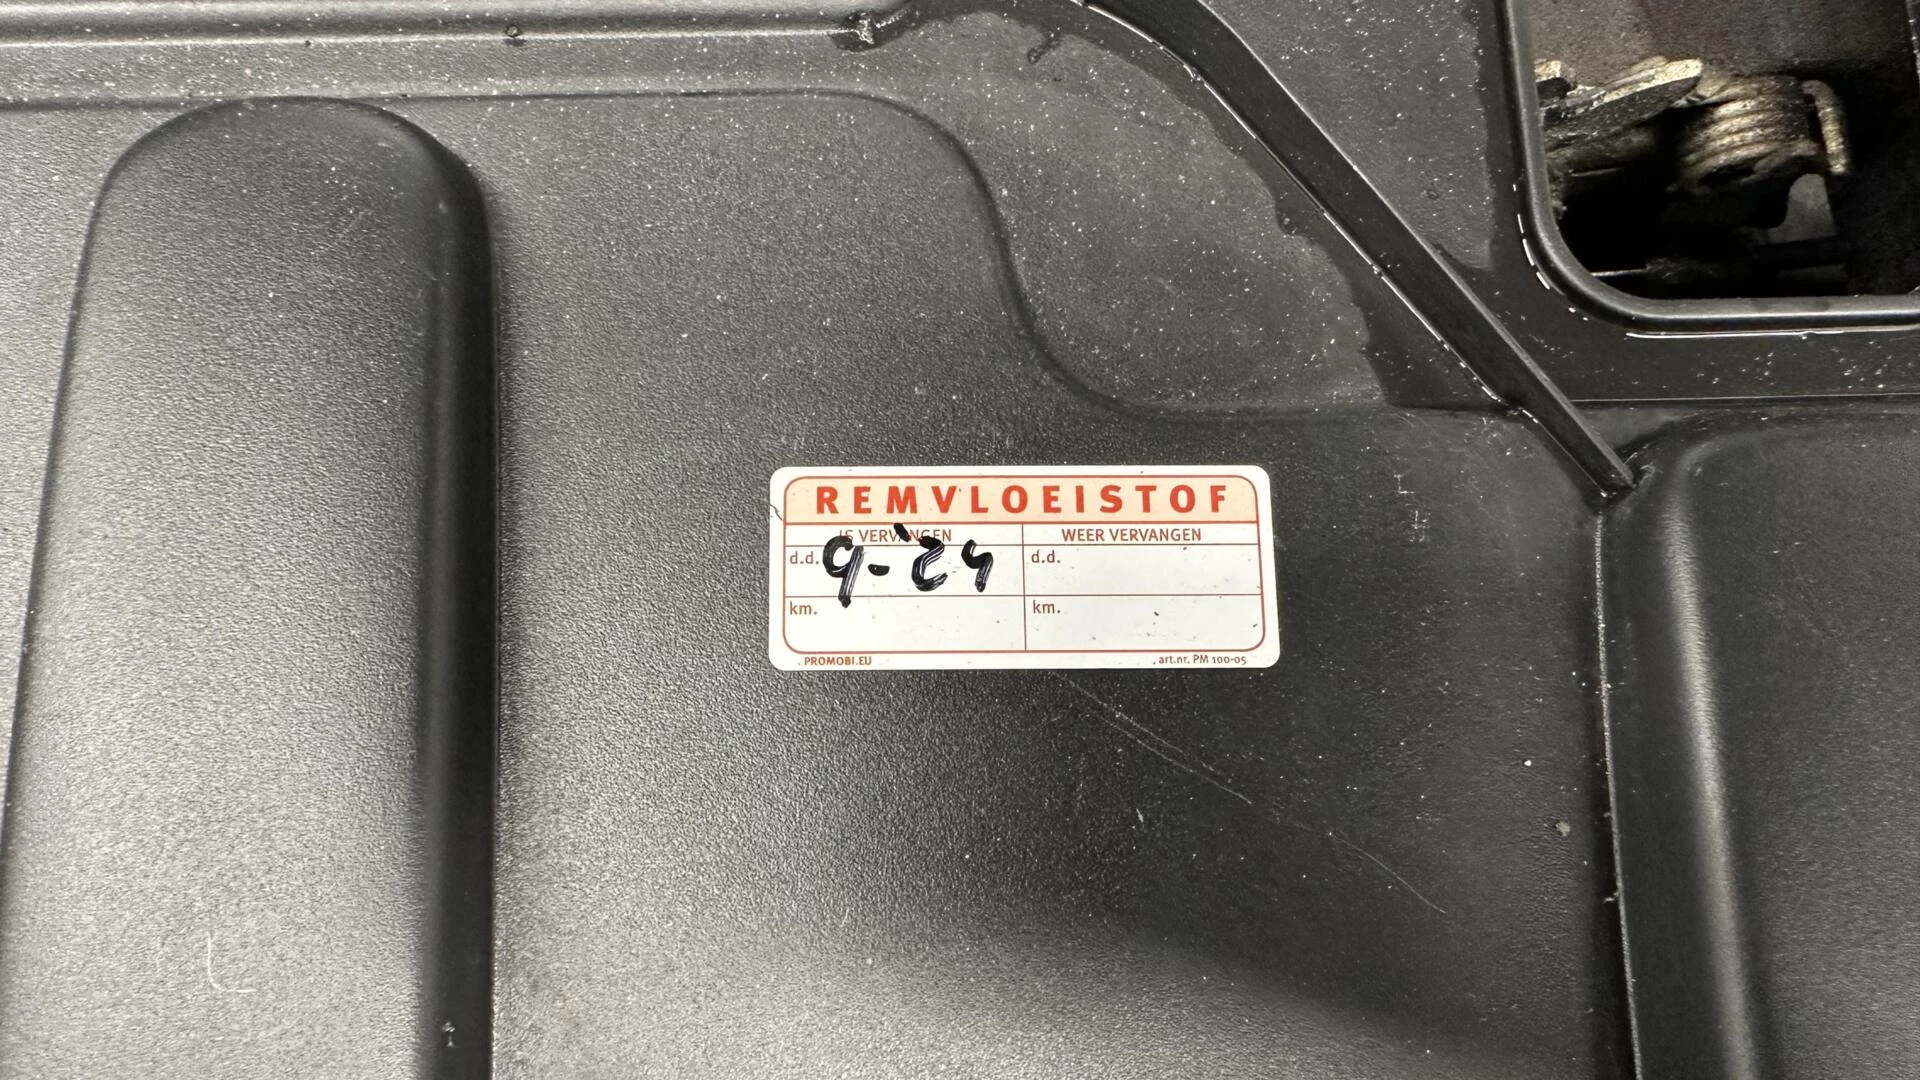 REMVLOEISTOF
IS VERVANGEN WEER VERVANGEN
d.d. 9-'24 d.d.
km. km.
PROMOBI.EU art.nr. PM 100-05